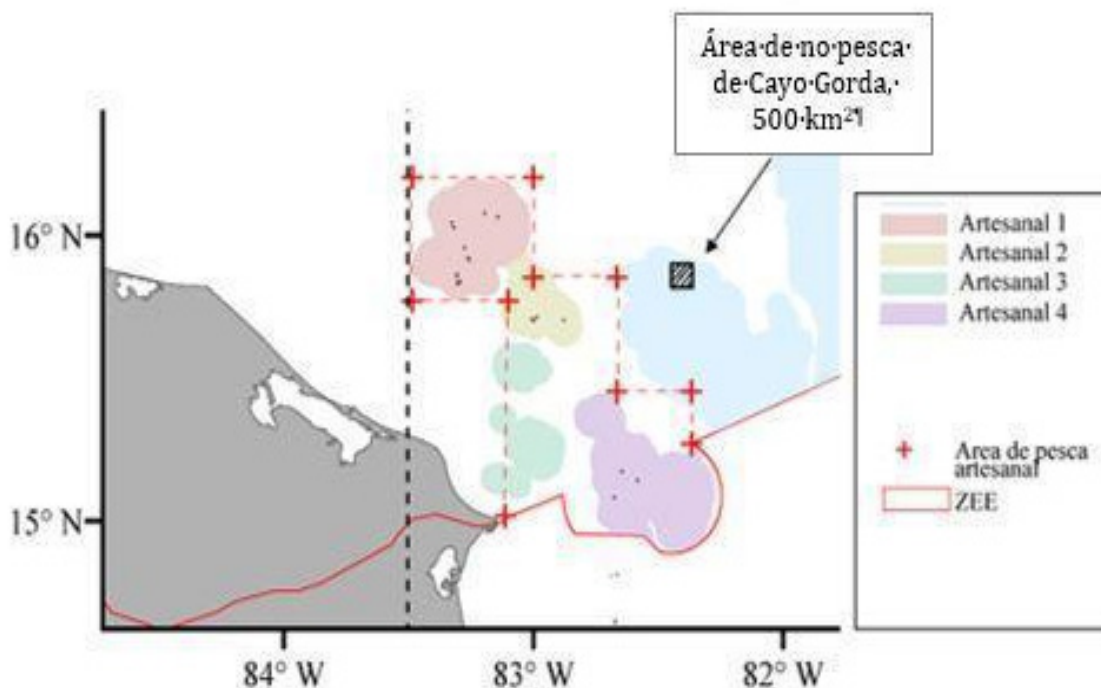 Área·de·no·pesca·
de·Cayo·Gorda,·
500·km²¶
16° N
15° N
84° W
83° W
82° W
Artesanal 1
Artesanal 2
Artesanal 3
Artesanal 4
Area de pesca
artesanal
ZEE